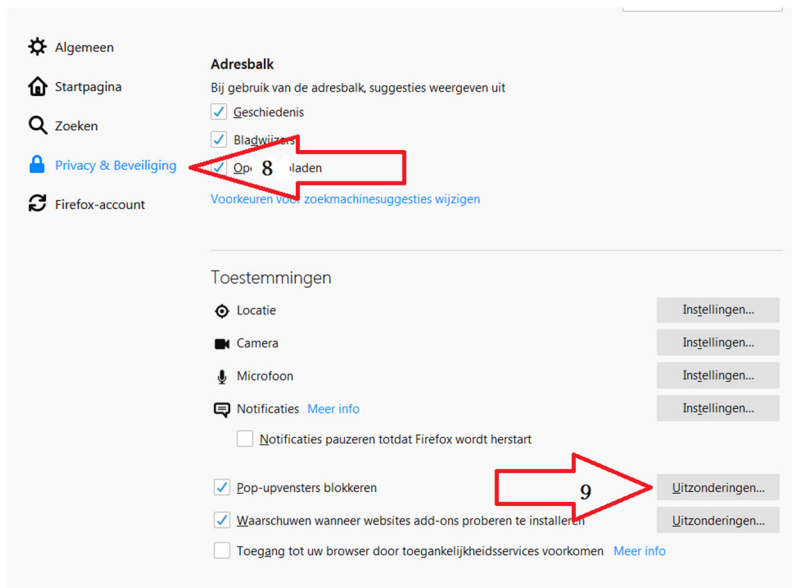 Algemeen
Startpagina
Zoeken
Privacy & Beveiliging
Firefox-account
Adresbalk
Bij gebruik van de adresbalk, suggesties weergeven uit
Geschiedenis
Bladwijzers
8
Voorkeuren voor zoekmachinesuggesties wijzigen
Toestemmingen
Locatie Instellingen...
Camera Instellingen...
Microfoon Instellingen...
Notificaties Meer info Instellingen...
Notificaties pauzeren totdat Firefox wordt herstart
Pop-upvensters blokkeren 9 Uitzonderingen...
Waarschuwen wanneer websites add-ons proberen te installeren Uitzonderingen...
Toegang tot uw browser door toegankelijkheidsservices voorkomen Meer info